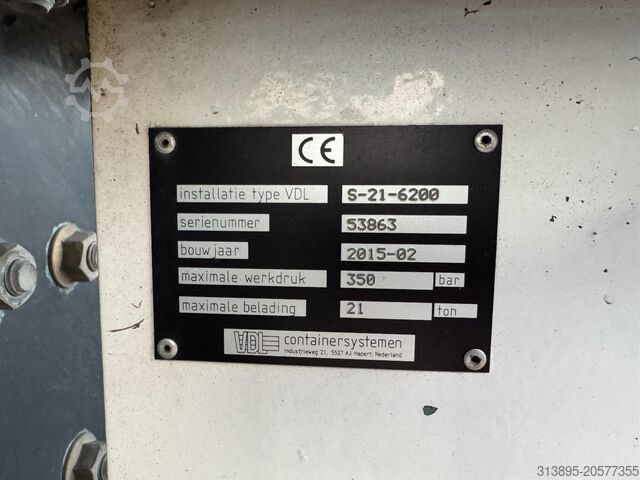 CE
installatie type VDL S-21-6200
serienummer 53863
bouwjaar 2015-02
maximale werkdruk 350 bar
maximale belading 21 ton
VDL containersystemen
Industrieweg 21, 5527 AJ Hapert, Nederland
313895-20577355